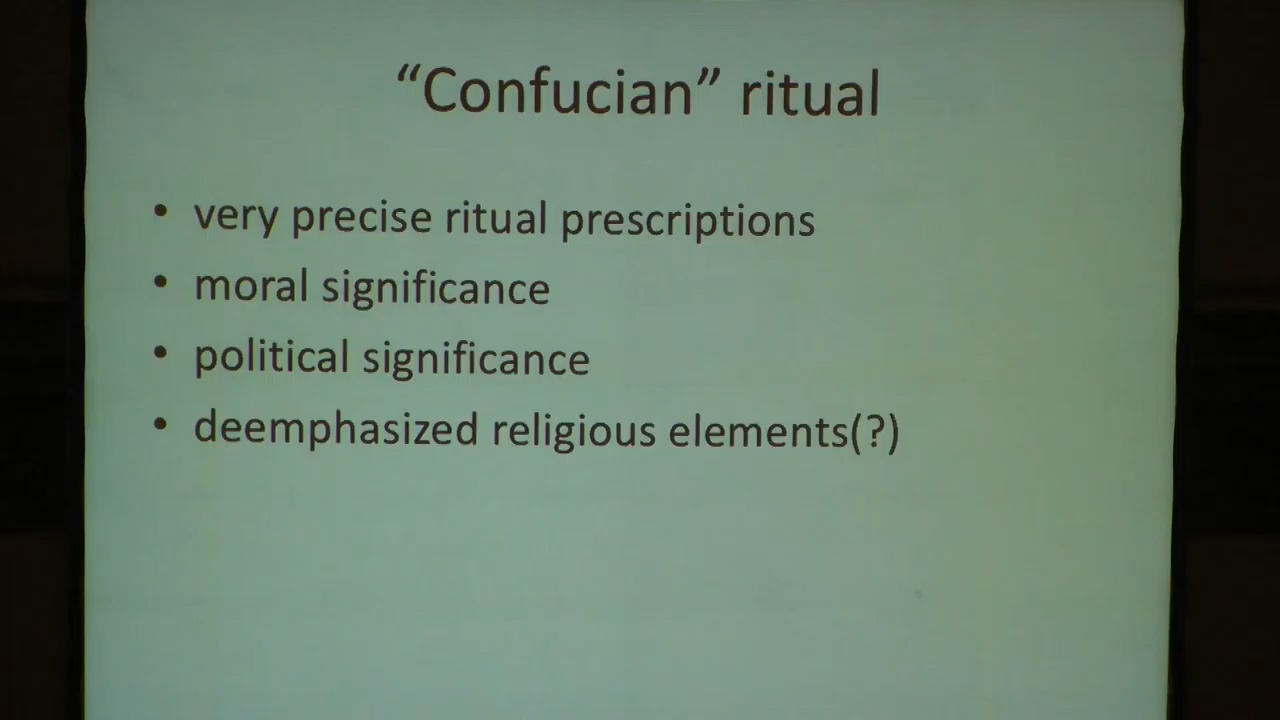 “Confucian” ritual
• very precise ritual prescriptions
• moral significance
• political significance
• deemphasized religious elements(?)